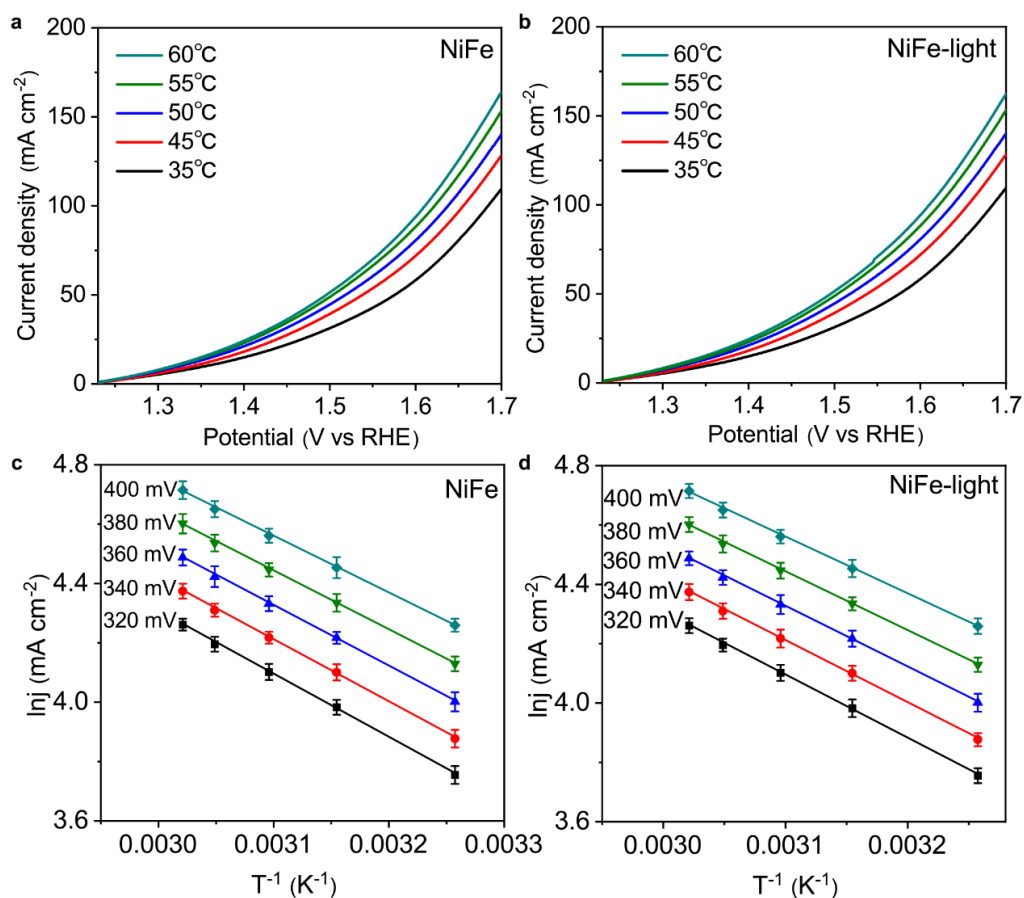 a
NiFe
60℃
55℃
50℃
45℃
35℃
200
150
100
50
0
Current density (mA cm-2)
1.3 1.4 1.5 1.6 1.7
Potential (V vs RHE)
b
NiFe-light
60℃
55℃
50℃
45℃
35℃
200
150
100
50
0
Current density (mA cm-2)
1.3 1.4 1.5 1.6 1.7
Potential (V vs RHE)
c
NiFe
400 mV
380 mV
360 mV
340 mV
320 mV
4.8
4.4
4.0
3.6
lnj (mA cm-2)
0.0030 0.0031 0.0032 0.0033
T-1 (K-1)
d
NiFe-light
400 mV
380 mV
360 mV
340 mV
320 mV
4.8
4.4
4.0
3.6
lnj (mA cm-2)
0.0030 0.0031 0.0032
T-1 (K-1)